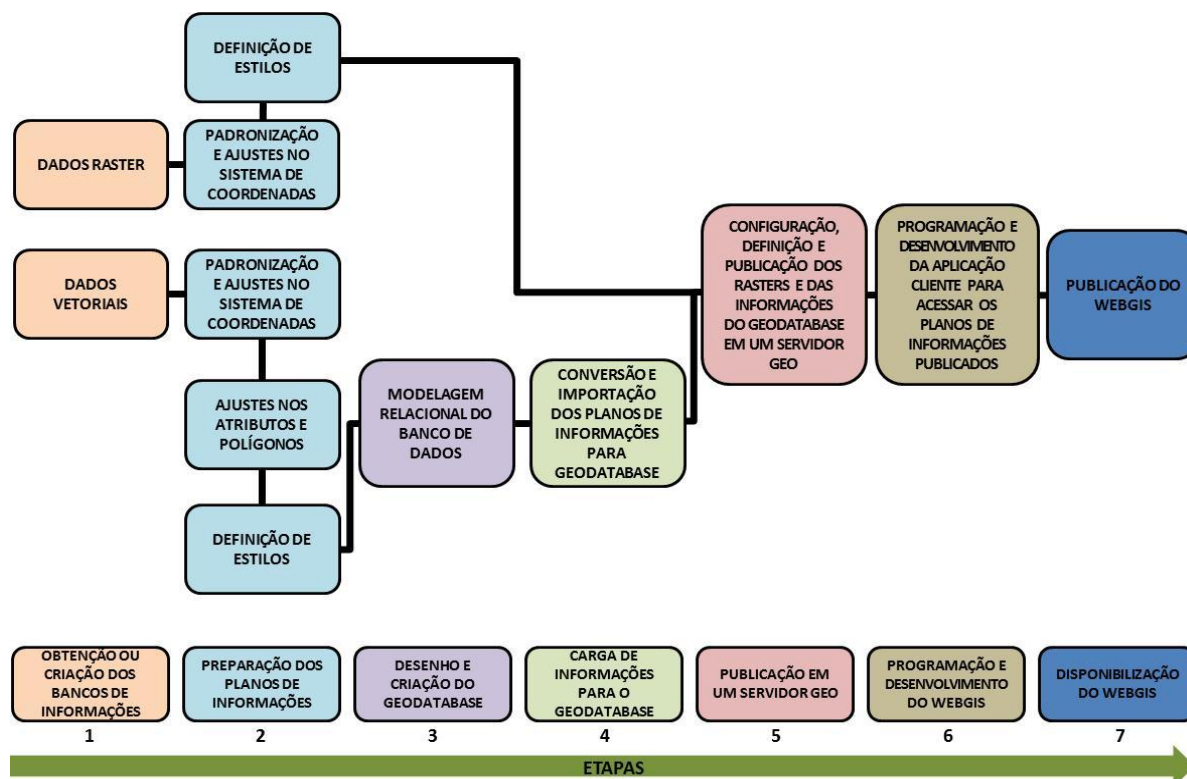 DEFINIÇÃO DE
ESTILOS
DADOS RASTER
PADRONIZAÇÃO
E AJUSTES NO
SISTEMA DE
COORDENADAS
DADOS
VETORIAIS
PADRONIZAÇÃO
E AJUSTES NO
SISTEMA DE
COORDENADAS
AJUSTES NOS
ATRIBUTOS E
POLÍGONOS
DEFINIÇÃO DE
ESTILOS
MODELAGEM
RELACIONAL DO
BANCO DE
DADOS
CONVERSÃO E
IMPORTAÇÃO
DOS PLANOS DE
INFORMAÇÕES
PARA
GEODATABASE
CONFIGURAÇÃO,
DEFINIÇÃO E
PUBLICAÇÃO DOS
RASTERS E DAS
INFORMAÇÕES
DO GEODATABASE
EM UM SERVIDOR
GEO
PROGRAMAÇÃO E
DESENVOLVIMENTO
DA APLICAÇÃO
CLIENTE PARA
ACESSAR OS
PLANOS DE
INFORMAÇÕES
PUBLICADOS
PUBLICAÇÃO DO
WEBGIS
OBTENÇÃO OU
CRIAÇÃO DOS
BANCOS DE
INFORMAÇÕES
PREPARAÇÃO DOS
PLANOS DE
INFORMAÇÕES
DESENHO E
CRIAÇÃO DO
GEODATABASE
CARGA DE
INFORMAÇÕES
PARA O
GEODATABASE
PUBLICAÇÃO EM
UM SERVIDOR GEO
PROGRAMAÇÃO E
DESENVOLVIMENTO
DO WEBGIS
DISPONIBILIZAÇÃO
DO WEBGIS
1 2 3 4 5 6 7
ETAPAS